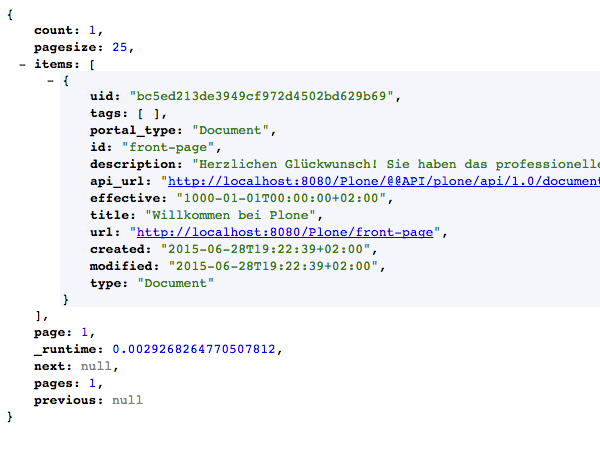 {
count: 1,
pagesize: 25,
- items: [
- {
uid: "bc5ed213de3949cf972d4502bd629b69",
tags: [ ],
portal_type: "Document",
id: "front-page",
description: "Herzlichen Glückwunsch! Sie haben das professionelle
api_url: "http://localhost:8080/Plone/@@API/plone/api/1.0/document
effective: "1000-01-01T00:00:00+02:00",
title: "Willkommen bei Plone",
url: "http://localhost:8080/Plone/front-page",
created: "2015-06-28T19:22:39+02:00",
modified: "2015-06-28T19:22:39+02:00",
type: "Document"
}
],
page: 1,
_runtime: 0.0029268264770507812,
next: null,
pages: 1,
previous: null
}